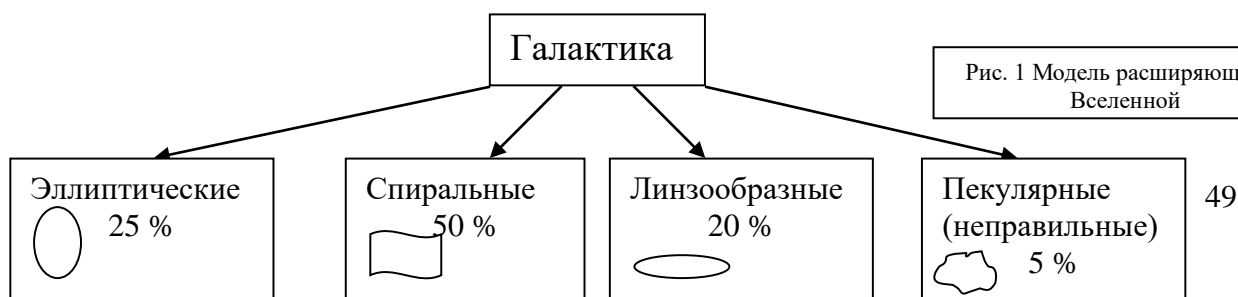 Галактика
Рис. 1 Модель расширяющ
Вселенной
Эллиптические
25 %
Спиральные
50 %
Линзообразные
20 %
Пекулярные
(неправильные)
5 %
49